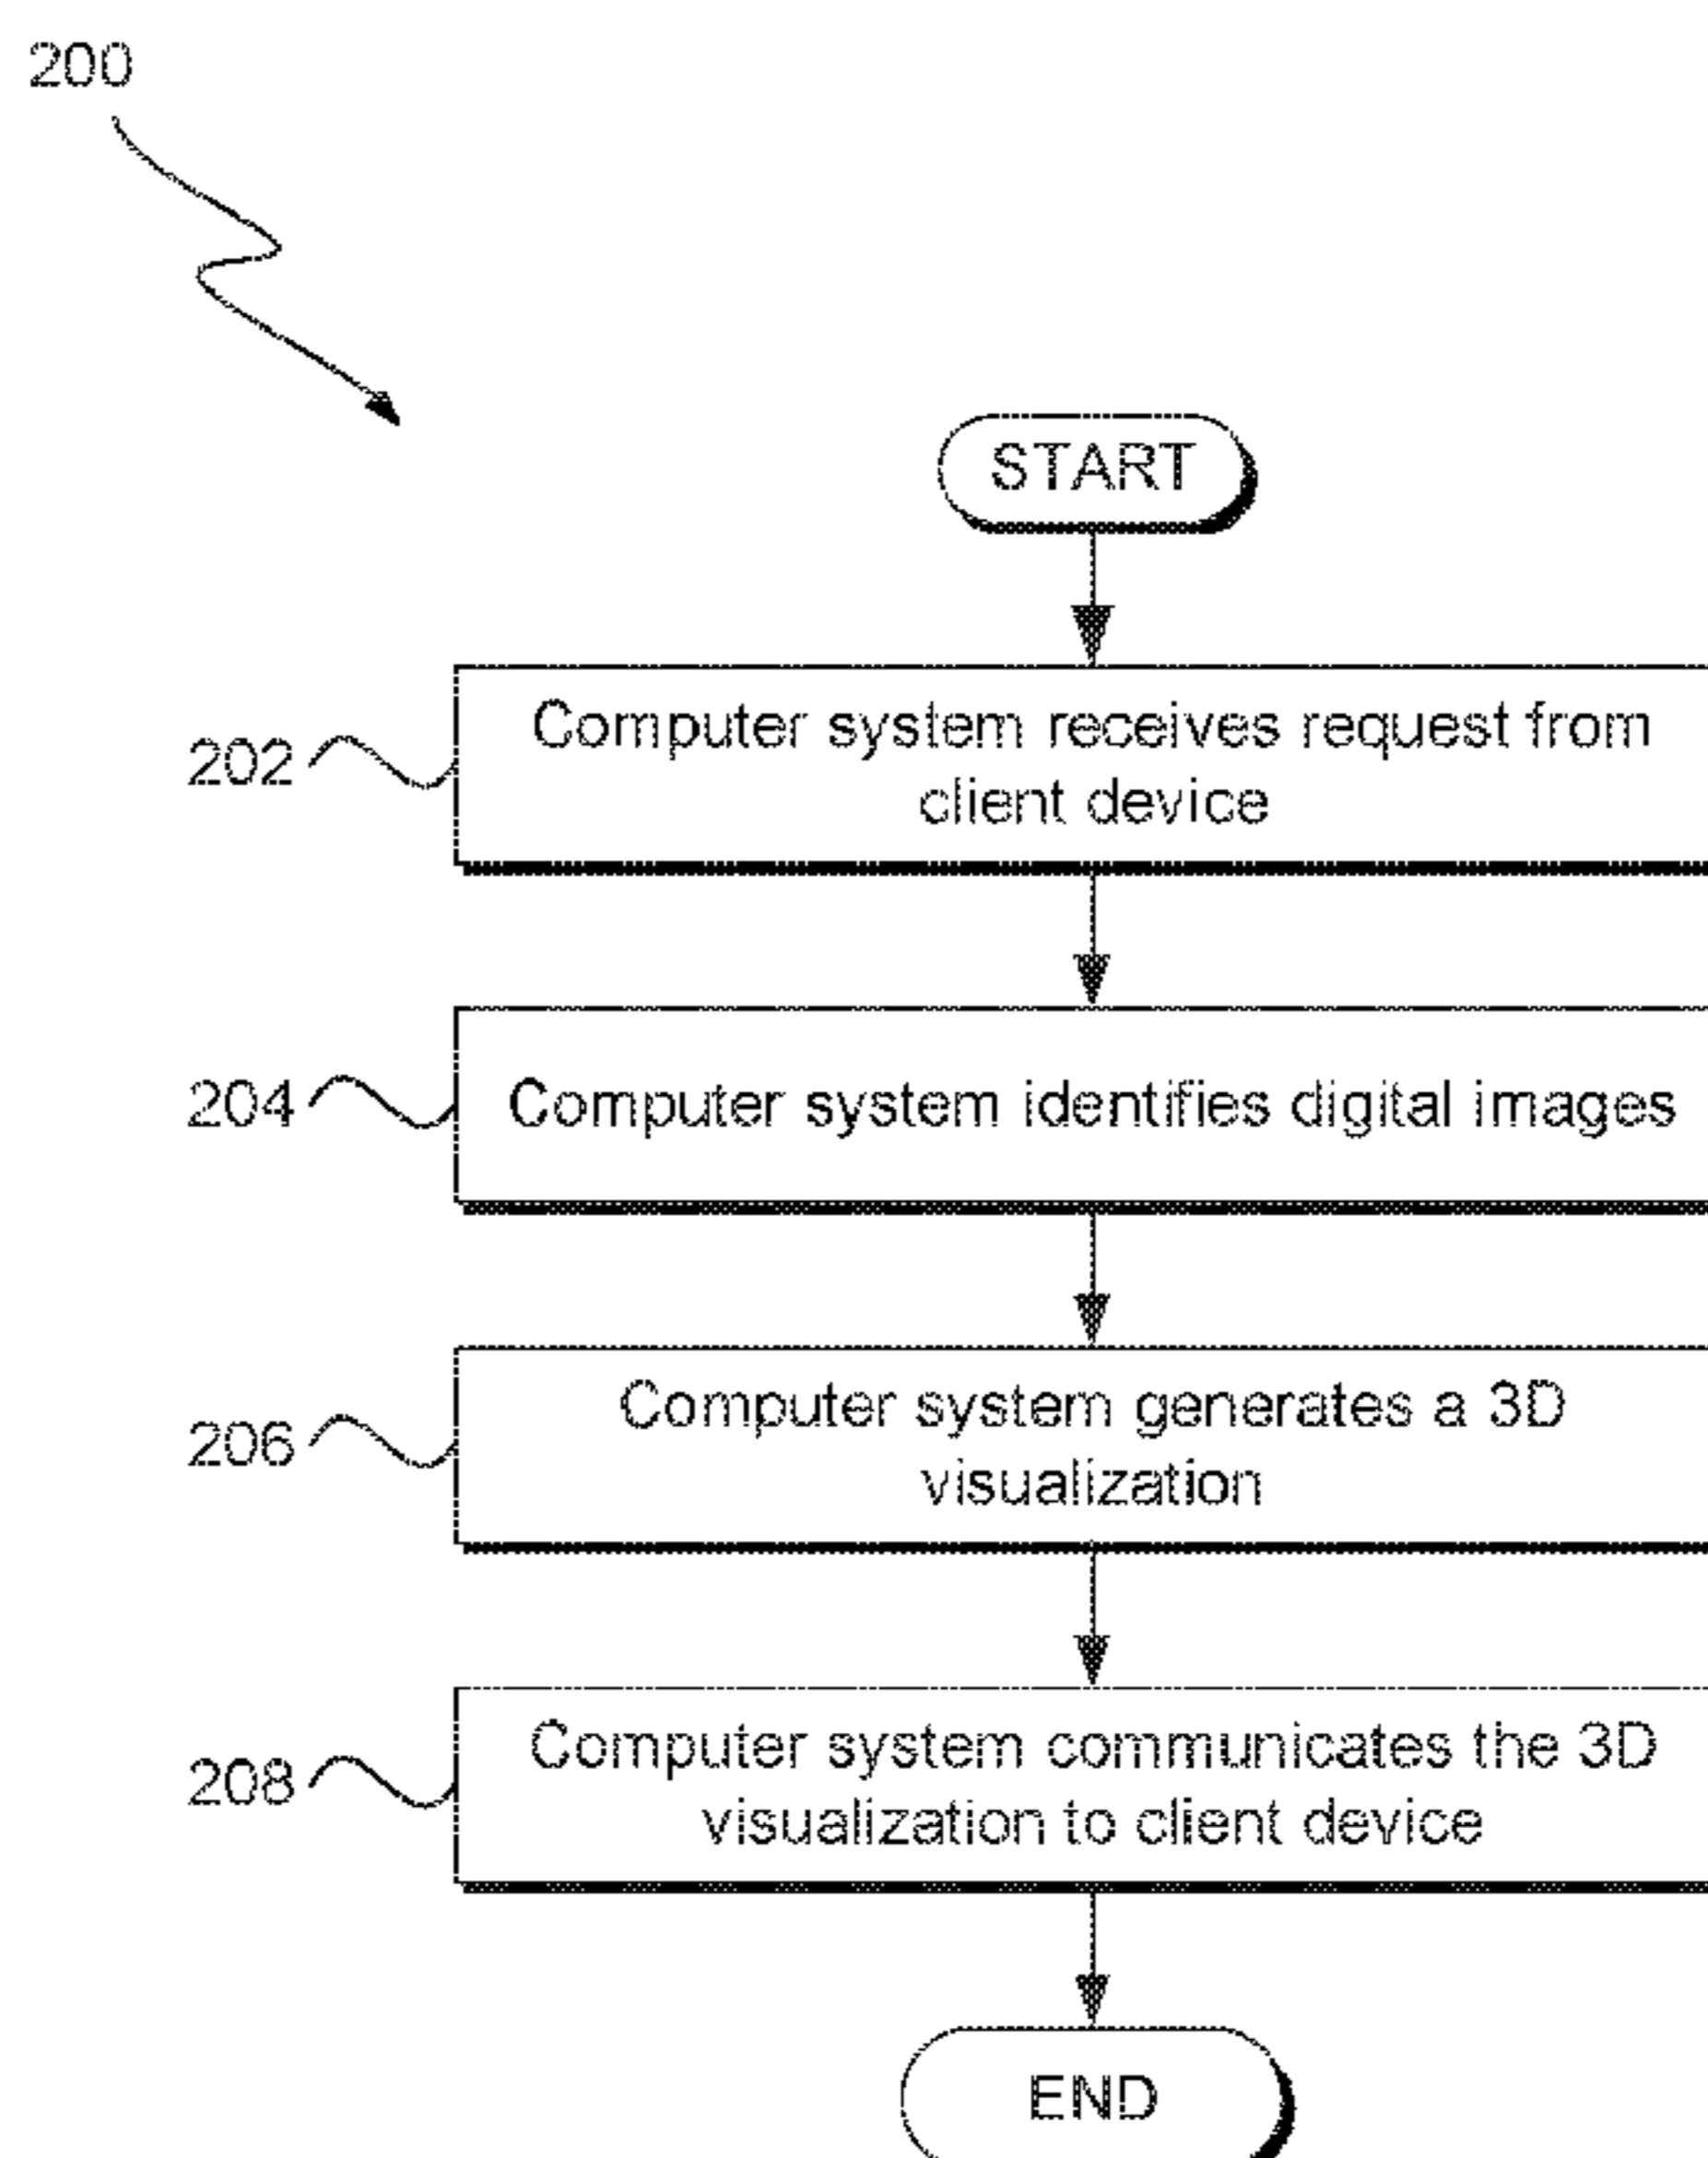 200
START
202
Computer system receives request from
client device
204
Computer system identifies digital images
206
Computer system generates a 3D
visualization
208
Computer system communicates the 3D
visualization to client device
END